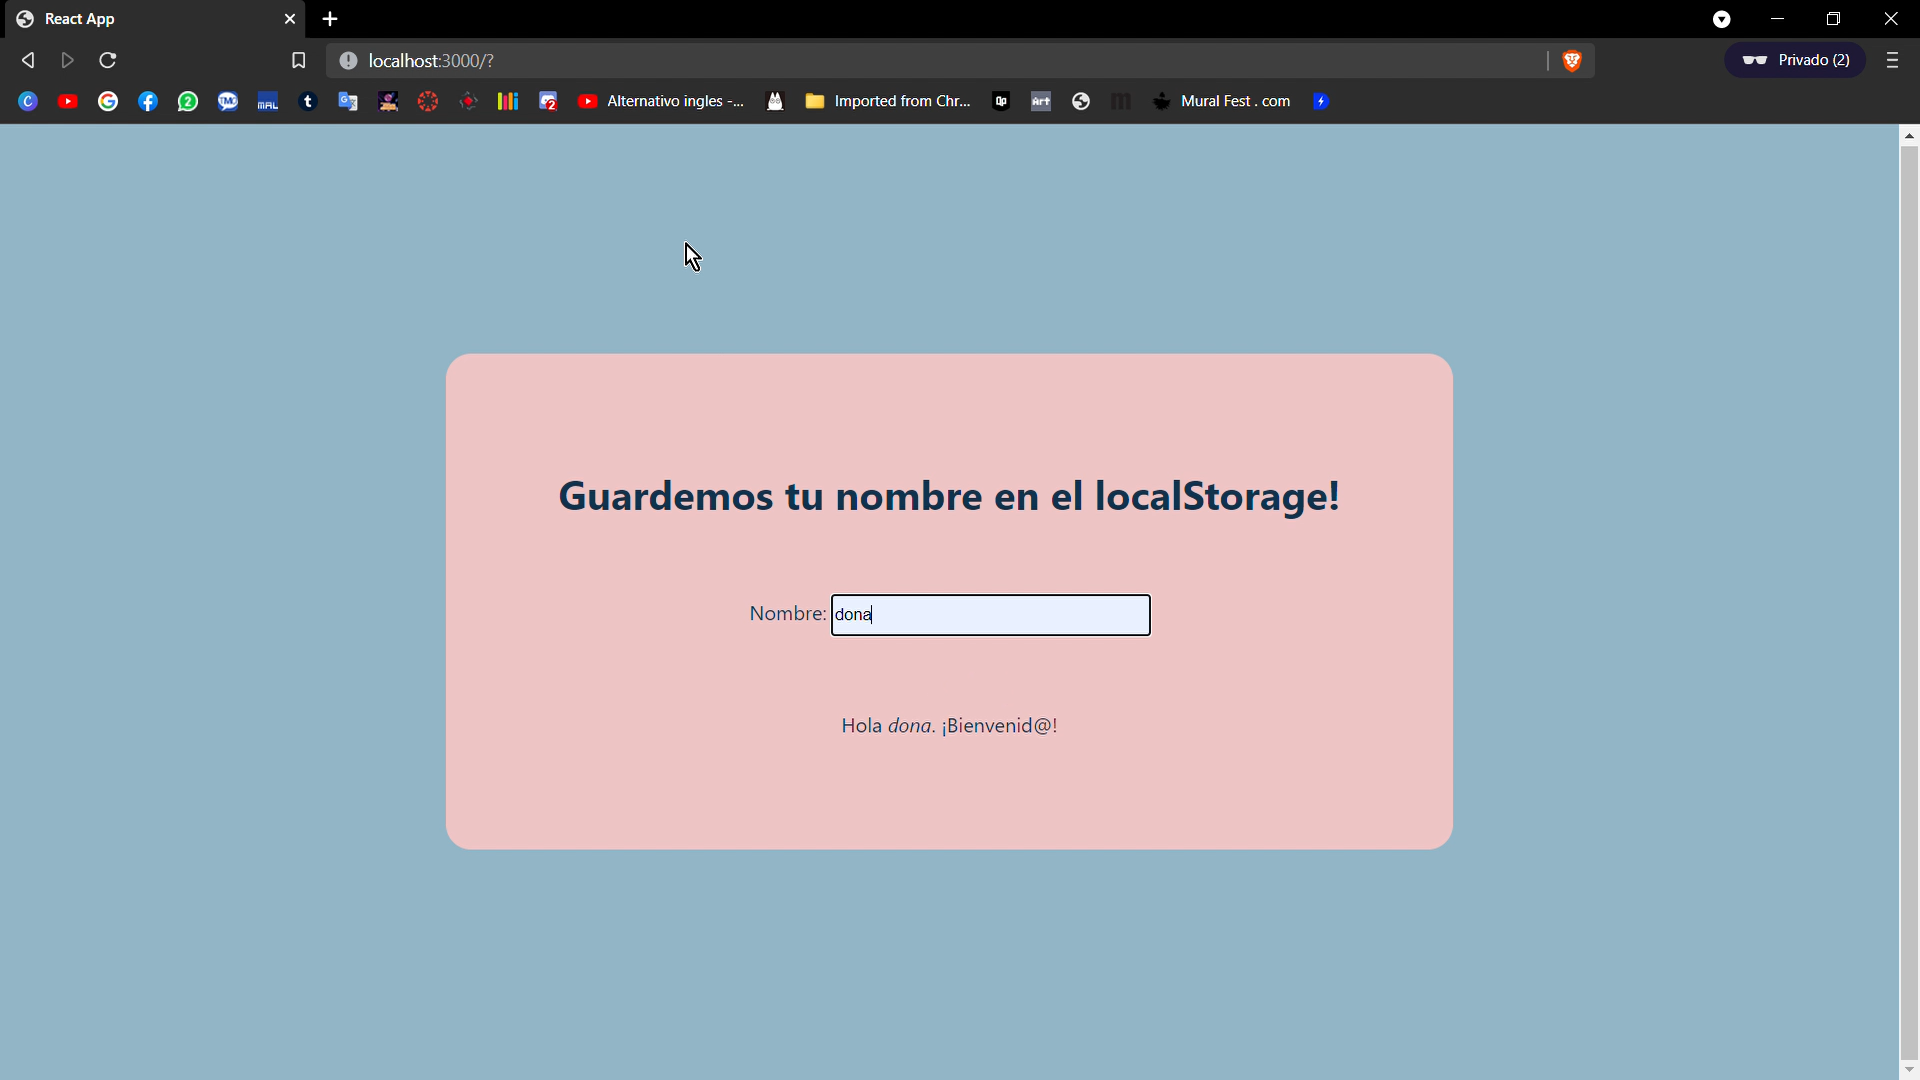 React App
localhost:3000/?
Privado (2)
Alternativo ingles -...
Imported from Chr...
Mural Fest . com
Guardemos tu nombre en el localStorage!
Nombre: dona
Hola dona. ¡Bienvenid@!